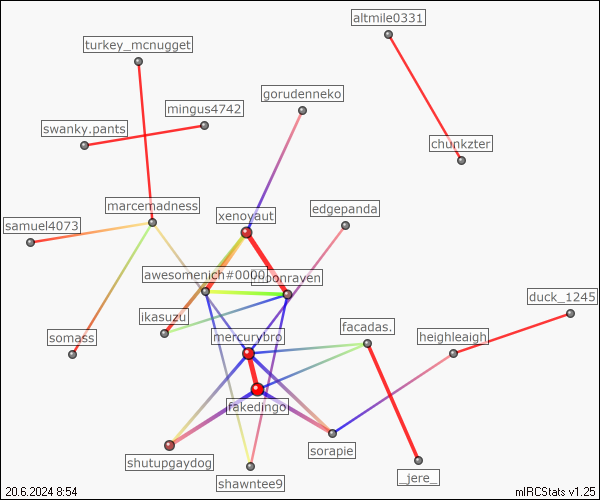 altmile0331
turkey_mcnugget
gorudenneko
mingus4742
swanky.pants
chunkzter
marcemadness
edgepanda
xenoyaut
samuel4073
awesomenich#0000
moonraven
duck_1245
ikasuzu
facadas.
mercurybro
heighleaigh
somass
fakedingo
sorapie
shutupgaydog
_jere_
shawntee9
20.6.2024 8:54
mIRCStats v1.25